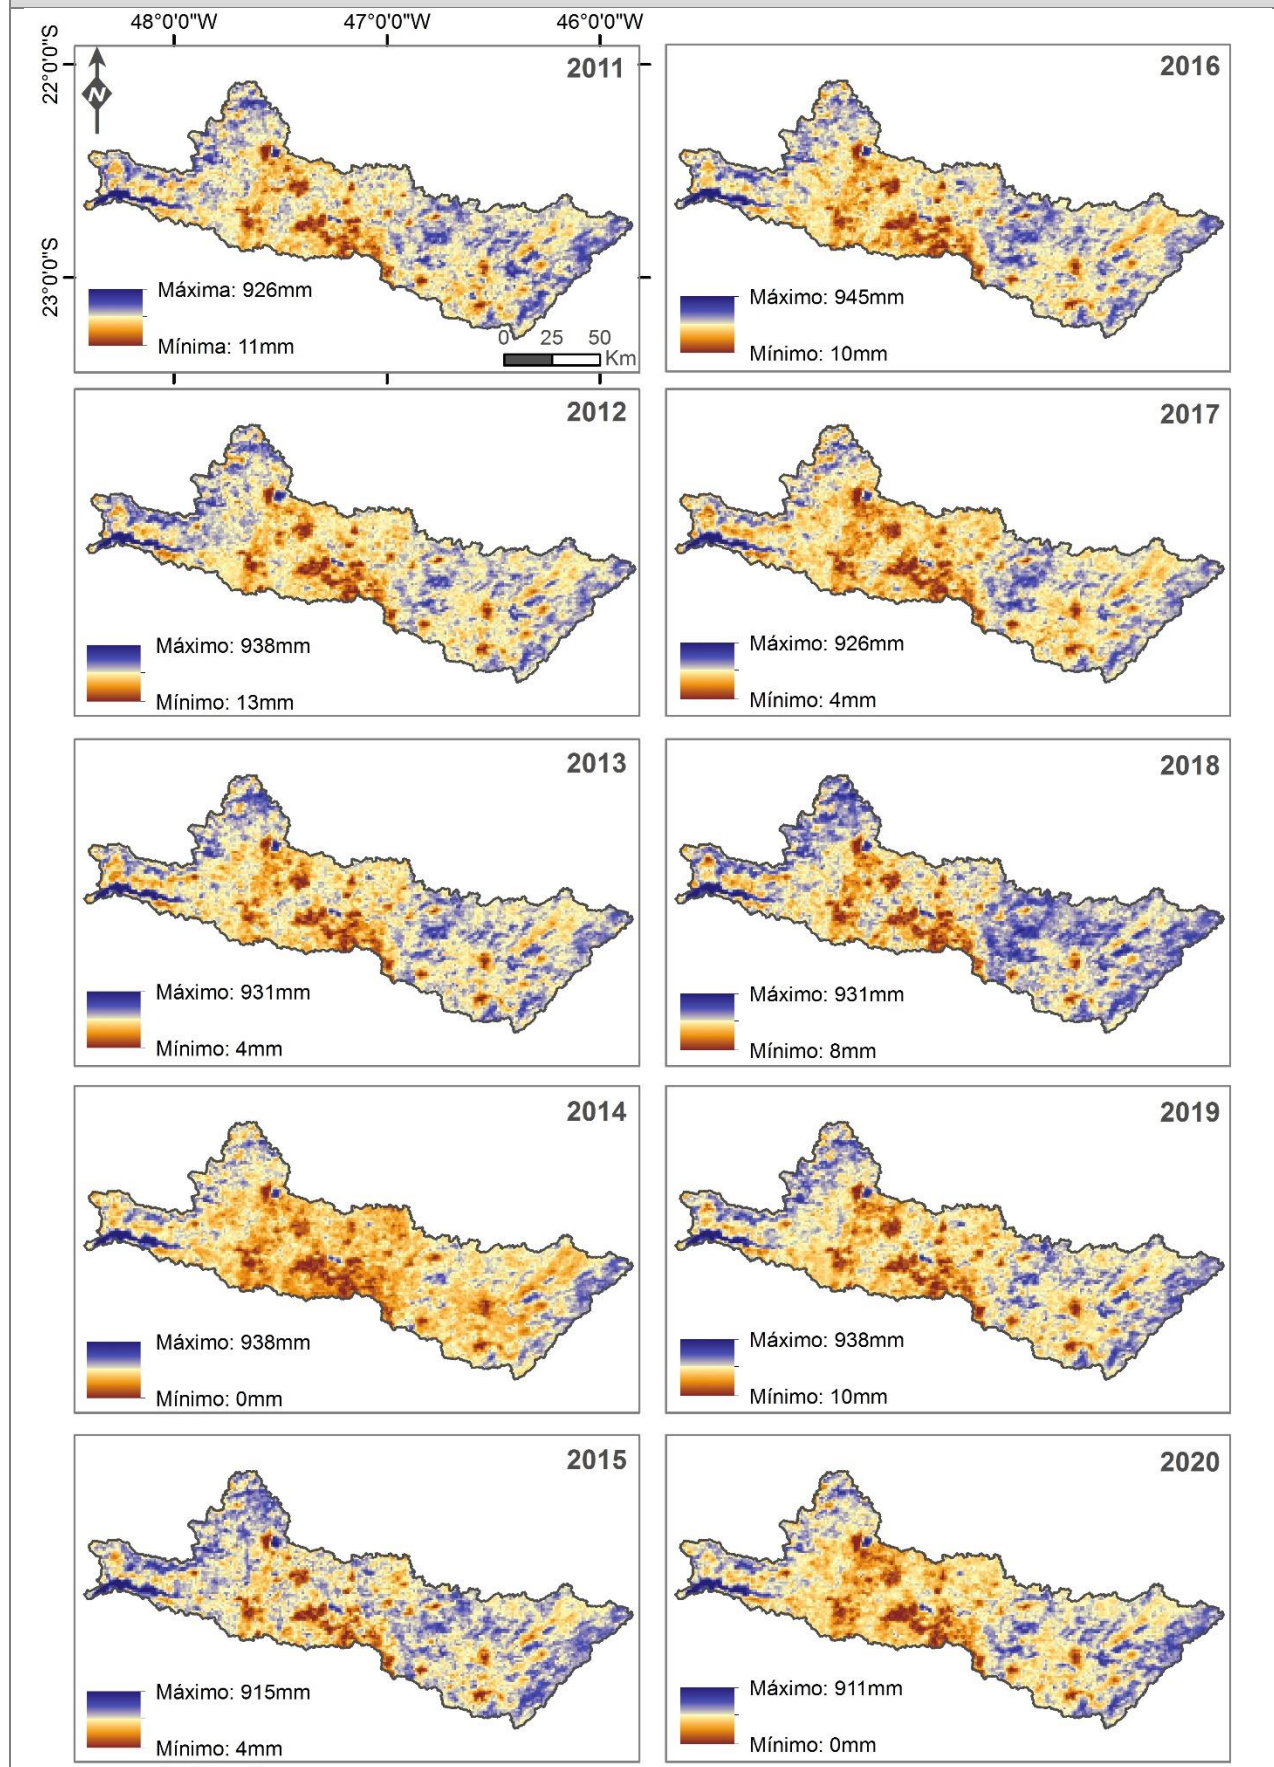 48°0'0"W 47°0'0"W 46°0'0"W
22°0'0"S
23°0'0"S
N
2011
Máxima: 926mm
Mínima: 11mm
0 25 50
Km
2016
Máximo: 945mm
Mínimo: 10mm
2012
Máximo: 938mm
Mínimo: 13mm
2017
Máximo: 926mm
Mínimo: 4mm
2013
Máximo: 931mm
Mínimo: 4mm
2018
Máximo: 931mm
Mínimo: 8mm
2014
Máximo: 938mm
Mínimo: 0mm
2019
Máximo: 938mm
Mínimo: 10mm
2015
Máximo: 915mm
Mínimo: 4mm
2020
Máximo: 911mm
Mínimo: 0mm